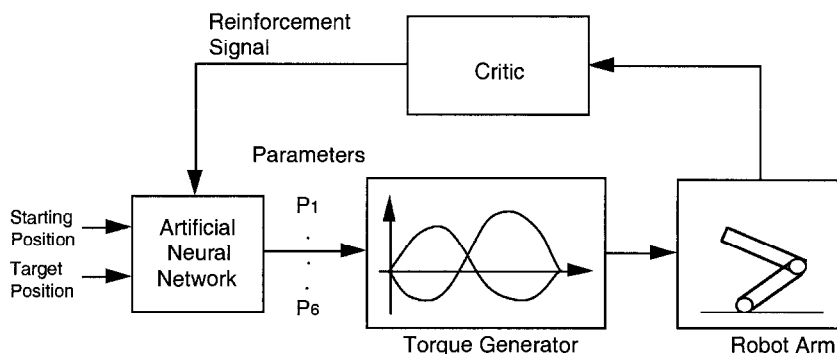 Reinforcement
Signal
Critic
Parameters
Starting
Position
Target
Position
Artificial
Neural
Network
P1
.
.
.
P6
Torque Generator
Robot Arm